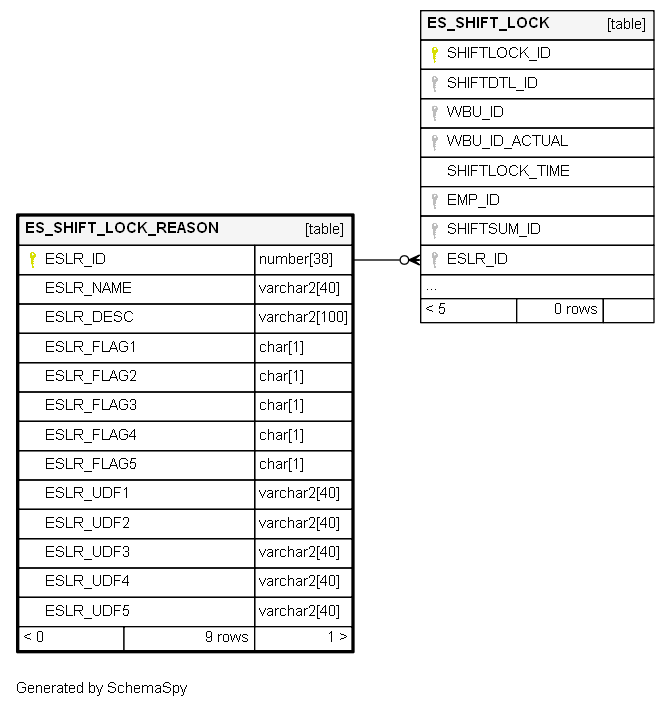 ES_SHIFT_LOCK [table]
SHIFTLOCK_ID
SHIFTDTL_ID
WBU_ID
WBU_ID_ACTUAL
SHIFTLOCK_TIME
EMP_ID
SHIFTSUM_ID
ESLR_ID
...
< 5 0 rows
ES_SHIFT_LOCK_REASON [table]
ESLR_ID number[38]
ESLR_NAME varchar2[40]
ESLR_DESC varchar2[100]
ESLR_FLAG1 char[1]
ESLR_FLAG2 char[1]
ESLR_FLAG3 char[1]
ESLR_FLAG4 char[1]
ESLR_FLAG5 char[1]
ESLR_UDF1 varchar2[40]
ESLR_UDF2 varchar2[40]
ESLR_UDF3 varchar2[40]
ESLR_UDF4 varchar2[40]
ESLR_UDF5 varchar2[40]
< 0 9 rows 1 >
Generated by SchemaSpy